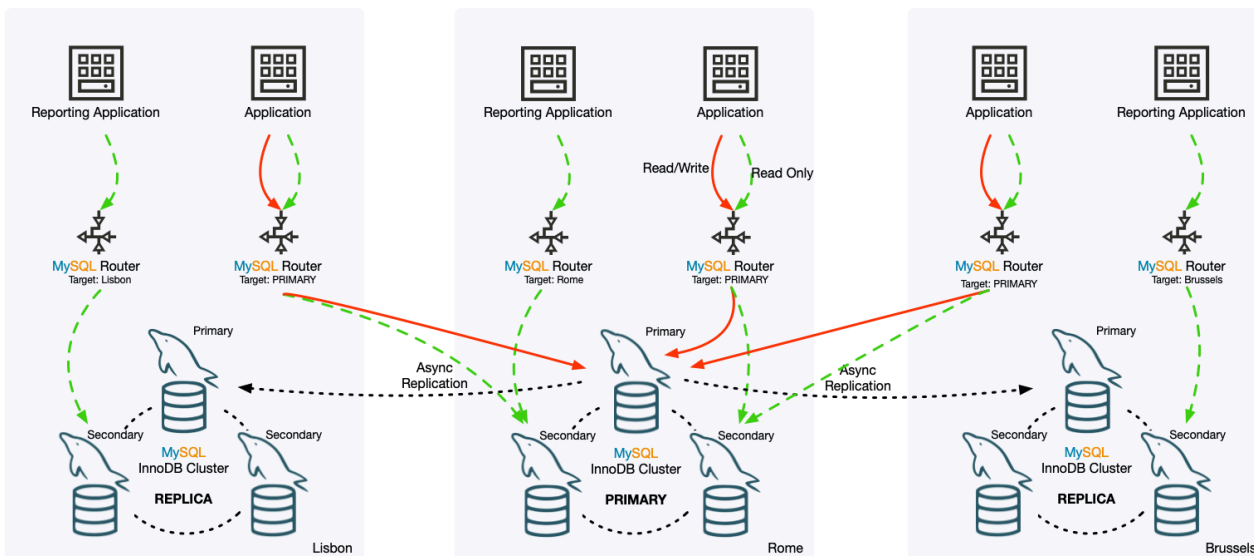 Reporting Application
Application
Reporting Application
Application
Application
Reporting Application
Read/Write
Read Only
MySQL Router
Target: Lisbon
MySQL Router
Target: PRIMARY
MySQL Router
Target: Rome
MySQL Router
Target: PRIMARY
MySQL Router
Target: PRIMARY
MySQL Router
Target: Brussels
Primary
Primary
Primary
Async
Replication
Async
Replication
Secondary
Secondary
MySQL
InnoDB Cluster
REPLICA
Lisbon
Secondary
Secondary
MySQL
InnoDB Cluster
PRIMARY
Rome
Secondary
Secondary
MySQL
InnoDB Cluster
REPLICA
Brussels